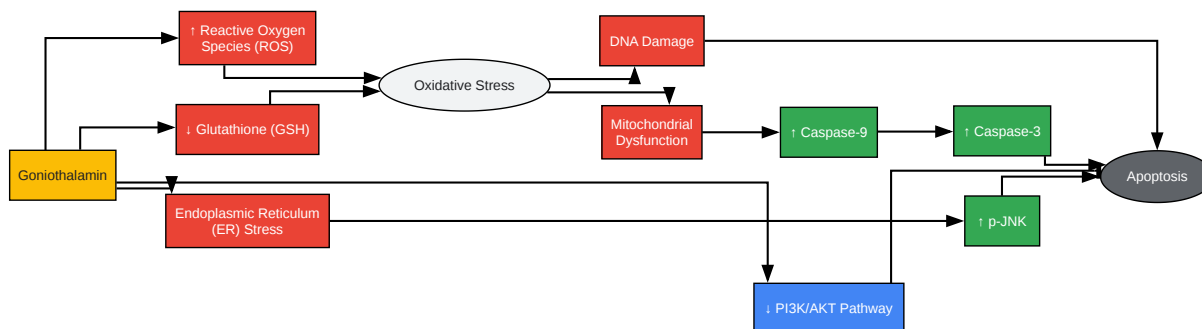 ↑ Reactive Oxygen
Species (ROS)
DNA Damage
Oxidative Stress
↓ Glutathione (GSH)
Mitochondrial
Dysfunction
↑ Caspase-9
↑ Caspase-3
Goniothalamin
Apoptosis
Endoplasmic Reticulum
(ER) Stress
↑ p-JNK
↓ PI3K/AKT Pathway